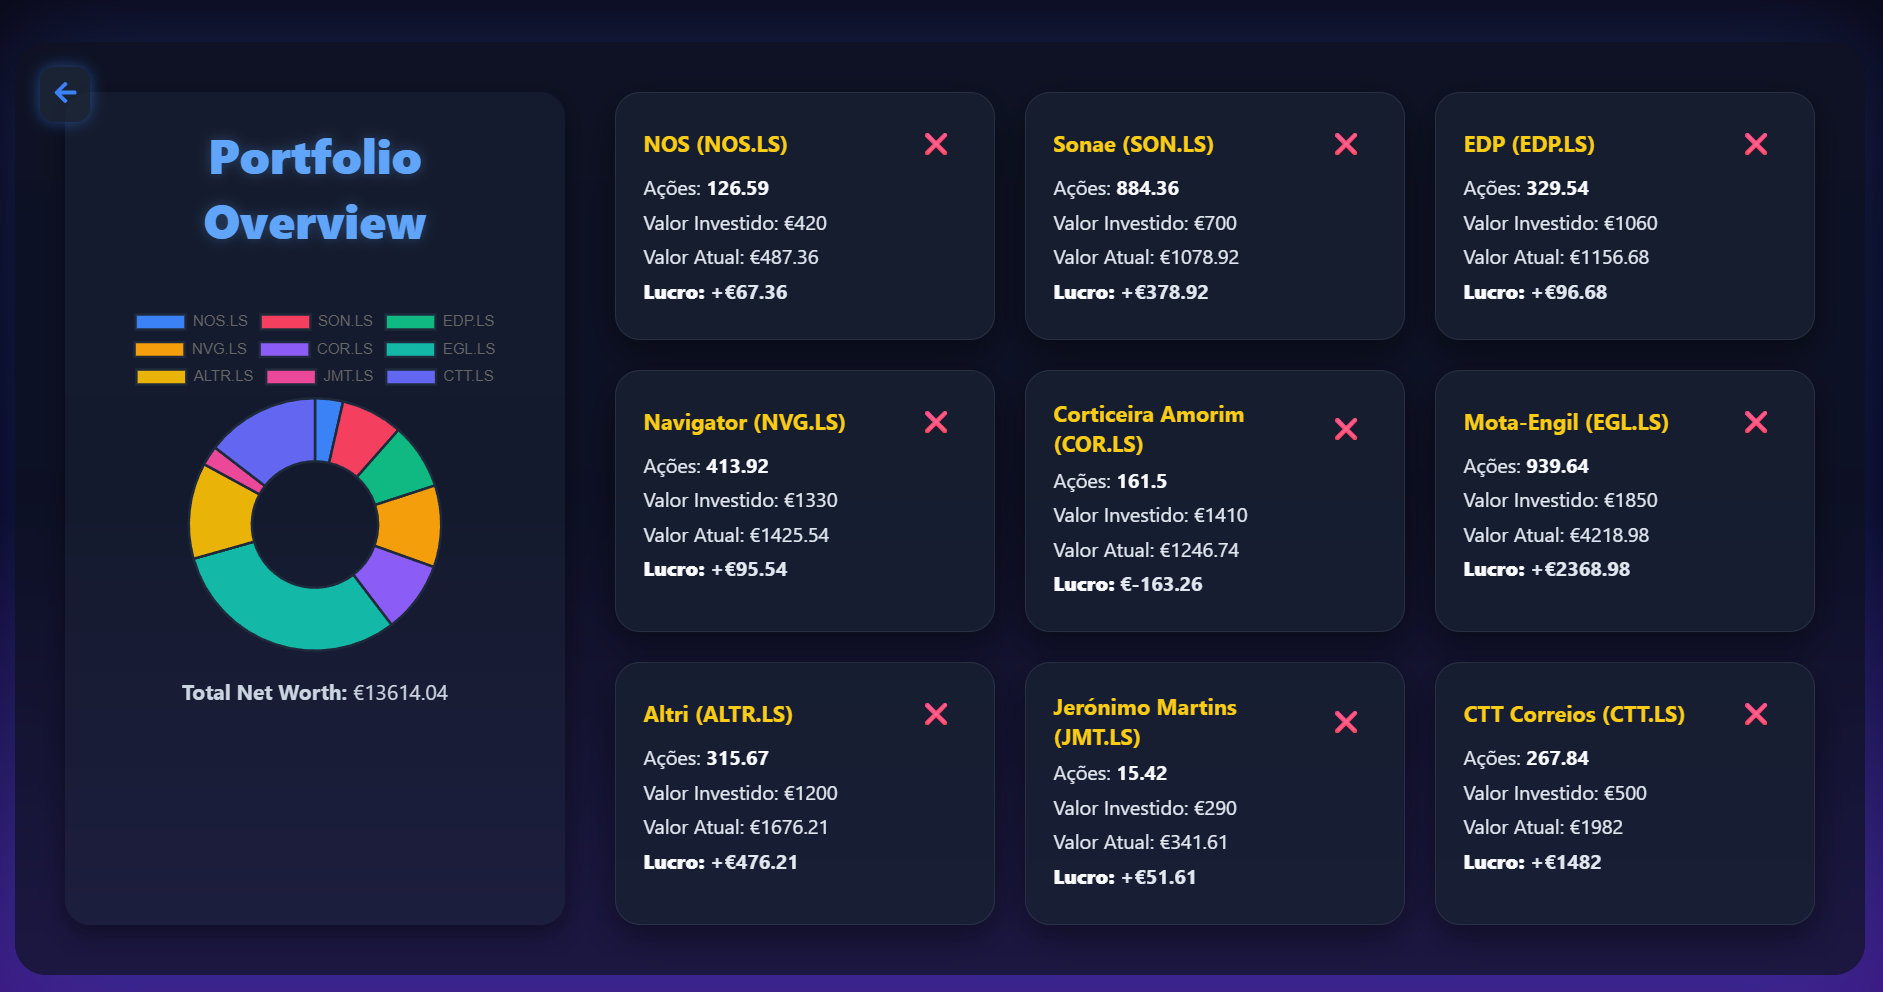 Portfolio
Overview
NOS.LS SON.LS EDP.LS
NVG.LS COR.LS EGL.LS
ALTR.LS JMT.LS CTT.LS
Total Net Worth: €13614.04
NOS (NOS.LS)
Ações: 126.59
Valor Investido: €420
Valor Atual: €487.36
Lucro: +€67.36
Sonae (SON.LS)
Ações: 884.36
Valor Investido: €700
Valor Atual: €1078.92
Lucro: +€378.92
EDP (EDP.LS)
Ações: 329.54
Valor Investido: €1060
Valor Atual: €1156.68
Lucro: +€96.68
Navigator (NVG.LS)
Ações: 413.92
Valor Investido: €1330
Valor Atual: €1425.54
Lucro: +€95.54
Corticeira Amorim
(COR.LS)
Ações: 161.5
Valor Investido: €1410
Valor Atual: €1246.74
Lucro: €-163.26
Mota-Engil (EGL.LS)
Ações: 939.64
Valor Investido: €1850
Valor Atual: €4218.98
Lucro: +€2368.98
Altri (ALTR.LS)
Ações: 315.67
Valor Investido: €1200
Valor Atual: €1676.21
Lucro: +€476.21
Jerónimo Martins
(JMT.LS)
Ações: 15.42
Valor Investido: €290
Valor Atual: €341.61
Lucro: +€51.61
CTT Correios (CTT.LS)
Ações: 267.84
Valor Investido: €500
Valor Atual: €1982
Lucro: +€1482